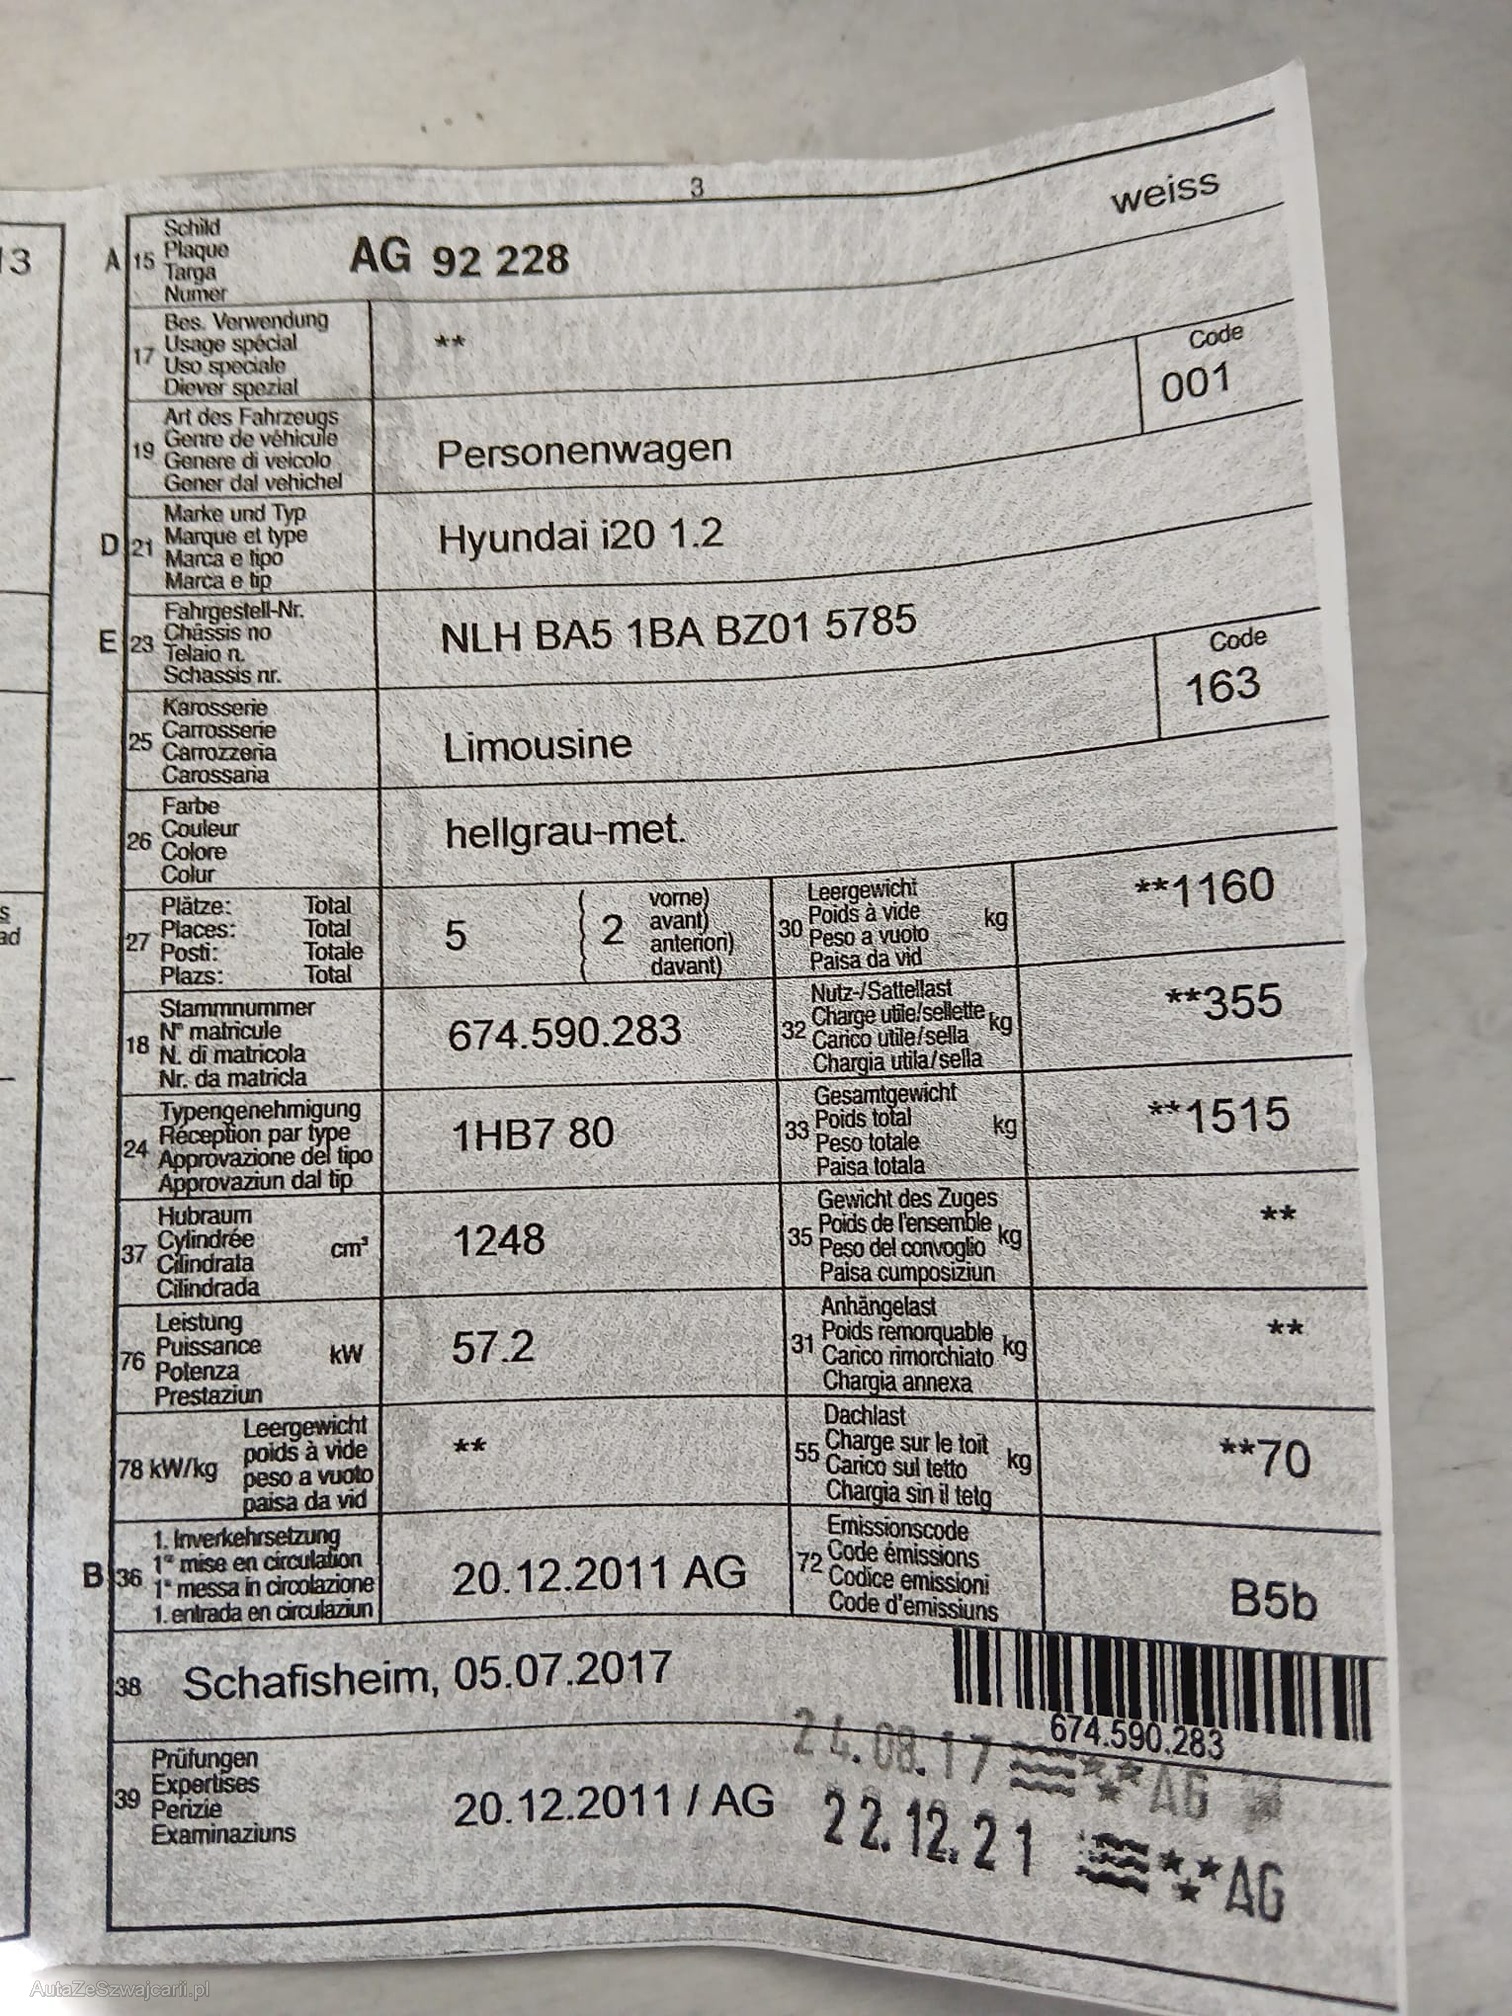 3
13
A 15 Schild
Plaque
Targa
Numer
AG 92 228
weiss
17 Bes. Verwendung
Usage spécial
Uso speciale
Diever spezial
**
Code
001
19 Art des Fahrzeugs
Genre de véhicule
Genere di veicolo
Gener dal vehichel
Personenwagen
D 21 Marke und Typ
Marque et type
Marca e tipo
Marca e tip
Hyundai i20 1.2
E 23 Fahrgestell-Nr.
Châssis no
Telaio n.
Schassis nr.
NLH BA5 1BA BZ01 5785
Code
163
25 Karosserie
Carrosserie
Carrozzeria
Carossaria
Limousine
26 Farbe
Couleur
Colore
Colur
hellgrau-met.
27 Plätze: Total
Places: Total
Posti: Totale
Plazs: Total
5
2 vorne)
avant)
anteriori)
davant)
30 Leergewicht
Poids à vide
Peso a vuoto
Paisa da vid
kg
**1160
18 Stammnummer
N° matricule
N. di matricola
Nr. da matricla
674.590.283
32 Nutz-/Sattellast
Charge utile/sellette
Carico utile/sella
Chargia utila/sella
kg
**355
24 Typengenehmigung
Réception par type
Approvazione del tipo
Approvaziun dal tip
1HB7 80
33 Gesamtgewicht
Poids total
Peso totale
Paisa totala
kg
**1515
37 Hubraum
Cylindrée
Cilindrata
Cilindrada
cm³
1248
35 Gewicht des Zuges
Poids de l'ensemble
Peso del convoglio
Paisa cumposiziun
kg
**
76 Leistung
Puissance
Potenza
Prestaziun
kW
57.2
31 Anhängelast
Poids remorquable
Carico rimorchiato
Chargia annexa
kg
**
78 kW/kg Leergewicht
poids à vide
peso a vuoto
paisa da vid
**
55 Dachlast
Charge sur le toit
Carico sul tetto
Chargia sin il tetg
kg
**70
B 36 1. Inverkehrsetzung
1re mise en circulation
1a messa in circolazione
1. entrada en circulaziun
20.12.2011 AG
72 Emissionscode
Code émissions
Codice emissioni
Code d'emissiuns
B5b
38 Schafisheim, 05.07.2017
674.590.283
39 Prüfungen
Expertises
Perizie
Examinaziuns
20.12.2011 / AG
24.08.17 AG
22.12.21 AG
AutaZeSzwajcarii.pl